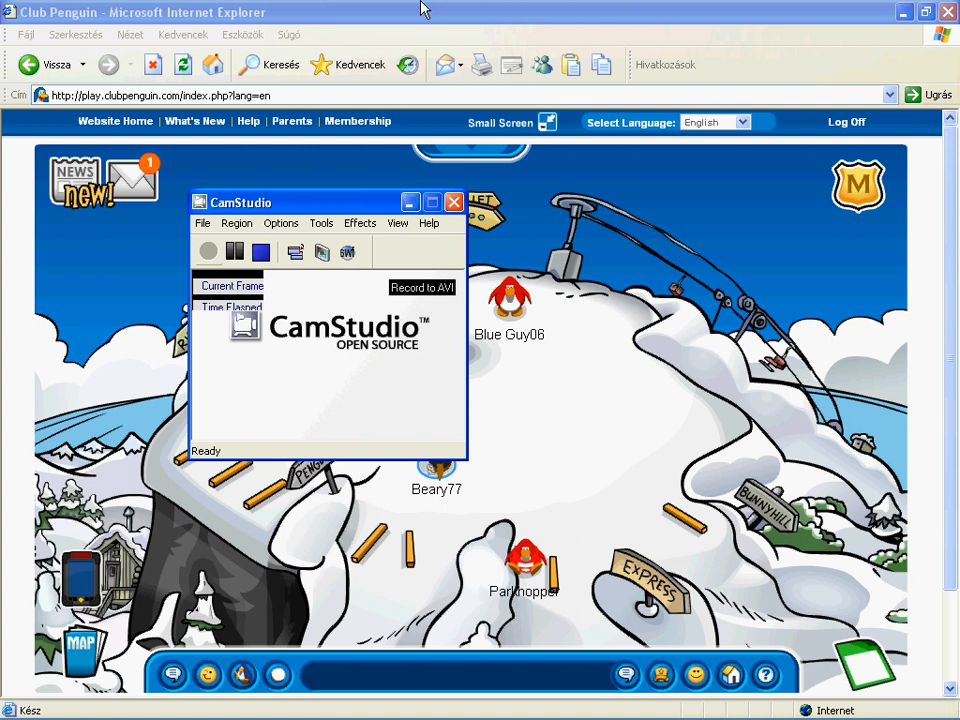 Club Penguin - Microsoft Internet Explorer
Fájl Szerkesztés Nézet Kedvencek Eszközök Súgó
Vissza Keresés Kedvencek Hivatkozások
Cím http://play.clubpenguin.com/index.php?lang=en Ugrás
Website Home | What's New | Help | Parents | Membership Small Screen Select Language: English Log Off
NEWS
new!
1
M
CamStudio
File Region Options Tools Effects View Help
SWF
Current Frame
Record to AVI
Time Elapsed
CamStudio™
OPEN SOURCE
Ready
Blue Guy06
Beary77
BUNNYHILL
EXPRESS
Parkhopper
MAP
?
Kész Internet